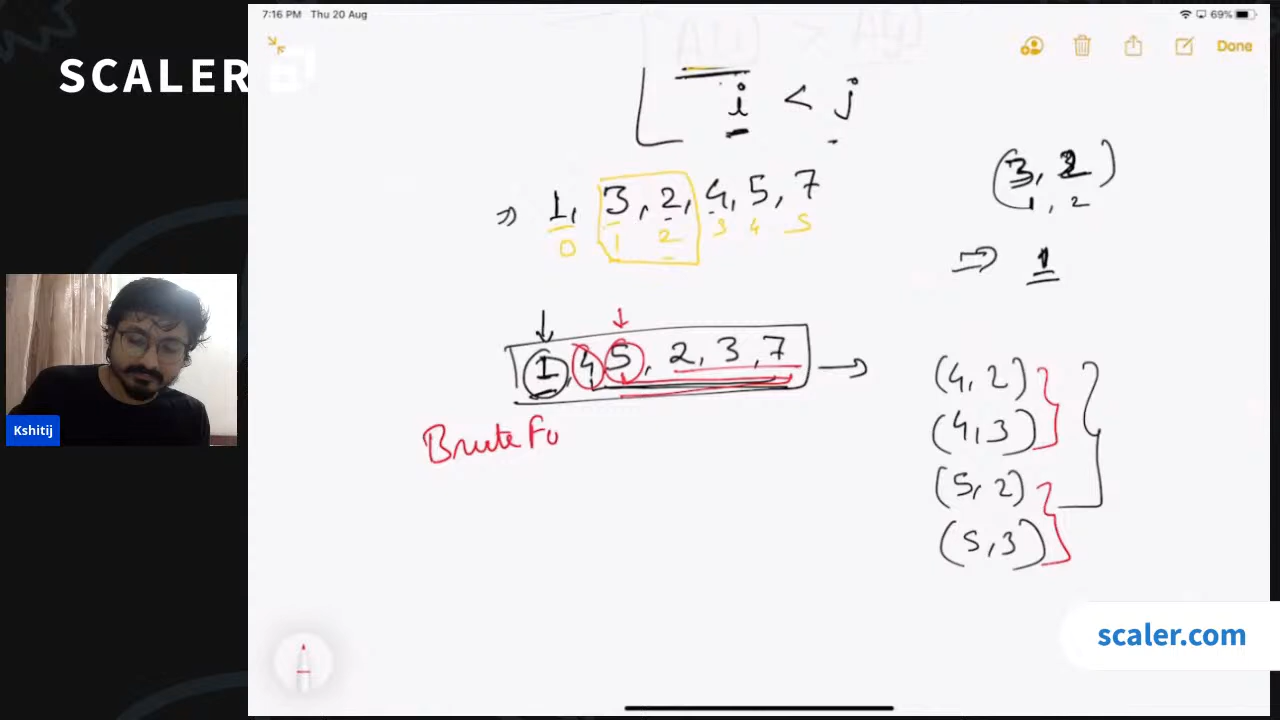 7:16 PM Thu 20 Aug
69%
Done
SCALER
A[i] > A[j]
i < j
⇒ 1, 3, 2, 4, 5, 7
0 1 2 3 4 5
(3, 2)
1, 2
⇒ 1
1, 4 5, 2, 3, 7 →
(4, 2)
(4, 3)
(5, 2)
(5, 3)
Brute Fo
Kshitij
scaler.com